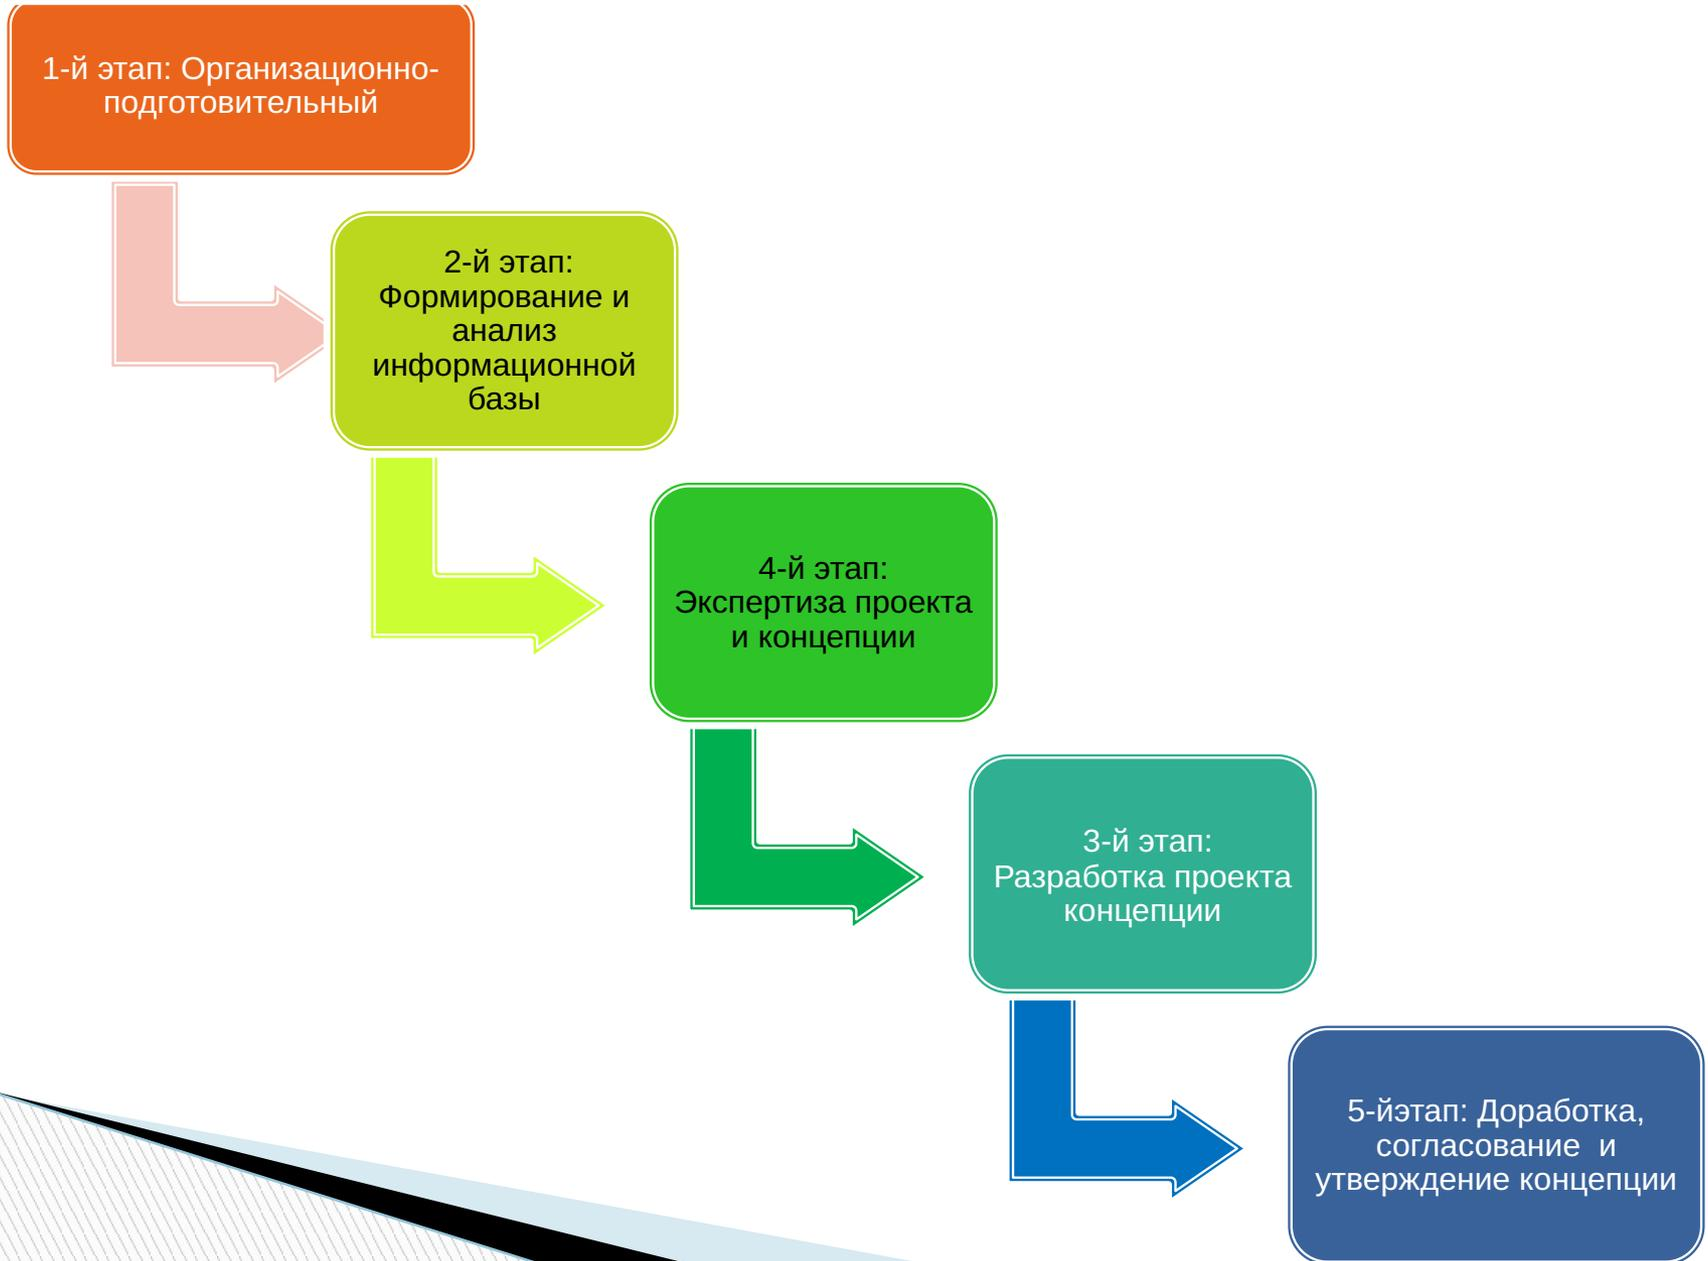 1-й этап: Организационно-
подготовительный
2-й этап:
Формирование и
анализ
информационной
базы
4-й этап:
Экспертиза проекта
и концепции
3-й этап:
Разработка проекта
концепции
5-йэтап: Доработка,
согласование  и
утверждение концепции